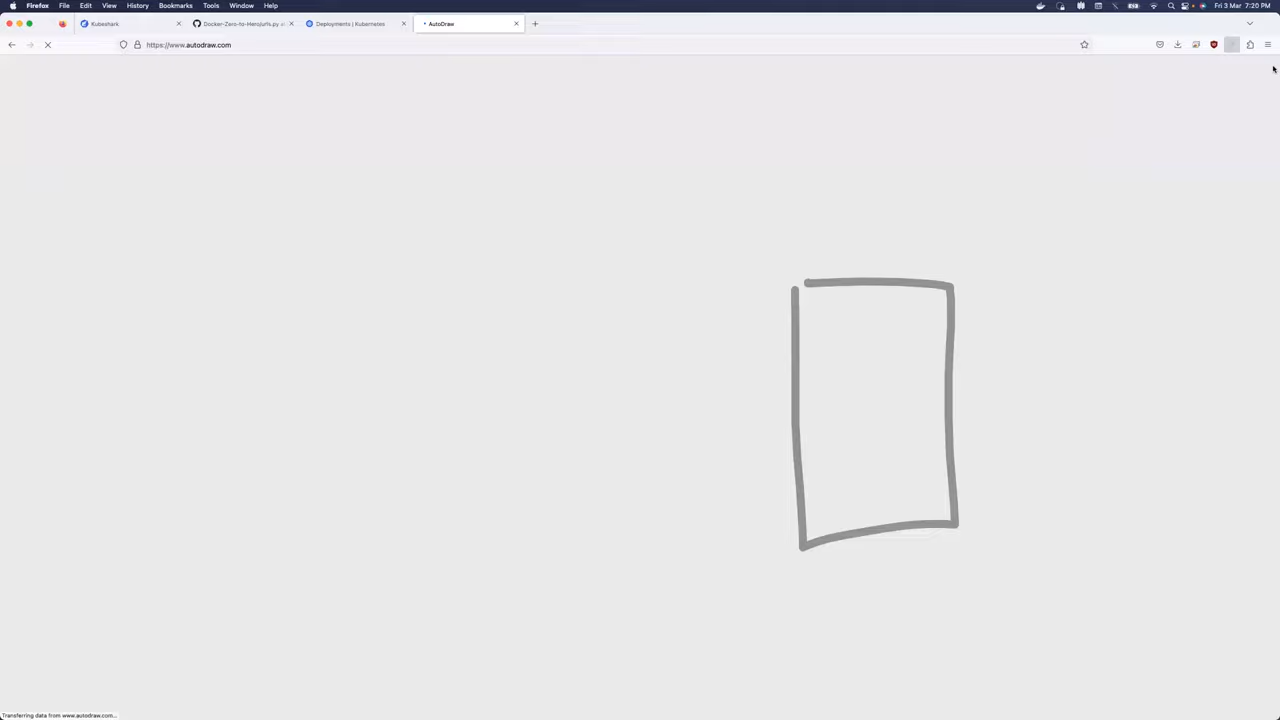 Firefox File Edit View History Bookmarks Tools Window Help Fri 3 Mar 7:20 PM
Kubeshark Docker-Zero-to-Hero/urls.py Deployments | Kubernetes AutoDraw
https://www.autodraw.com
Transferring data from www.autodraw.com...